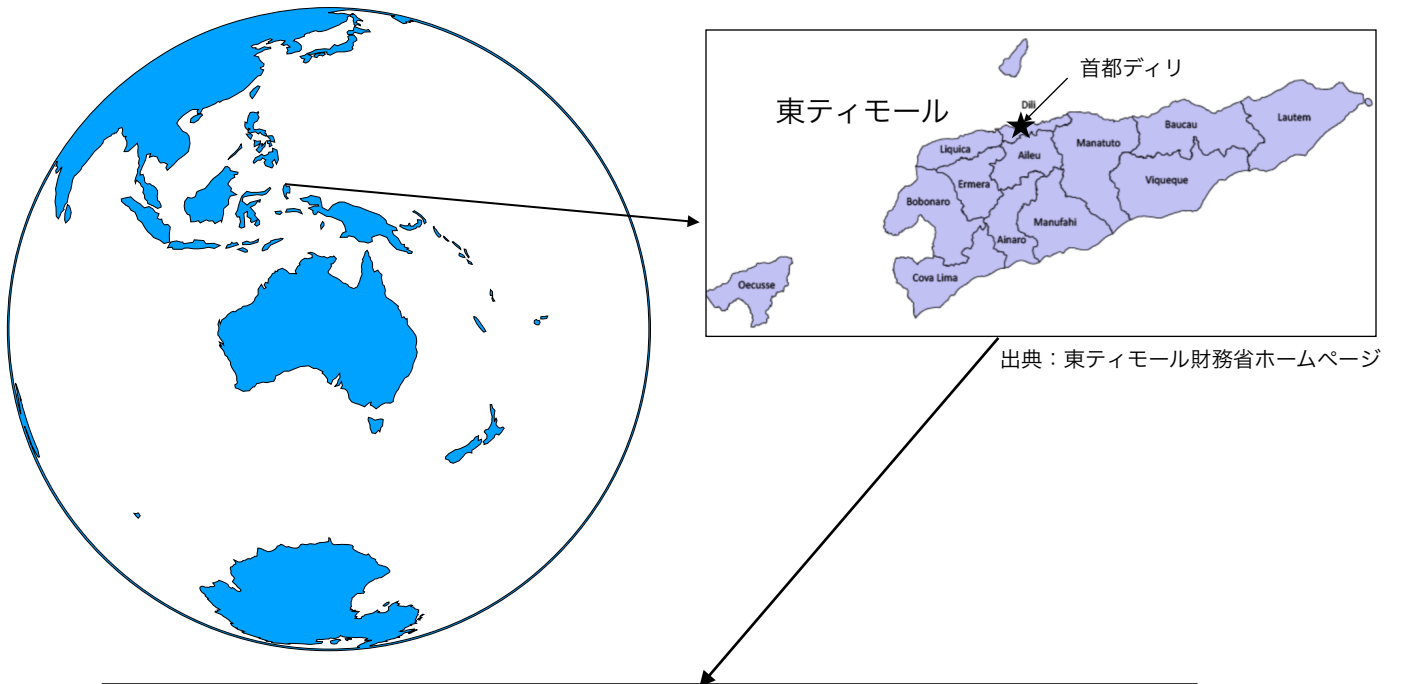 首都ディリ
東ティモール
Dili
Liquica
Aileu
Manatuto
Baucau
Lautem
Ermera
Viqueque
Bobonaro
Manufahi
Ainaro
Cova Lima
Oecusse
出典：東ティモール財務省ホームページ